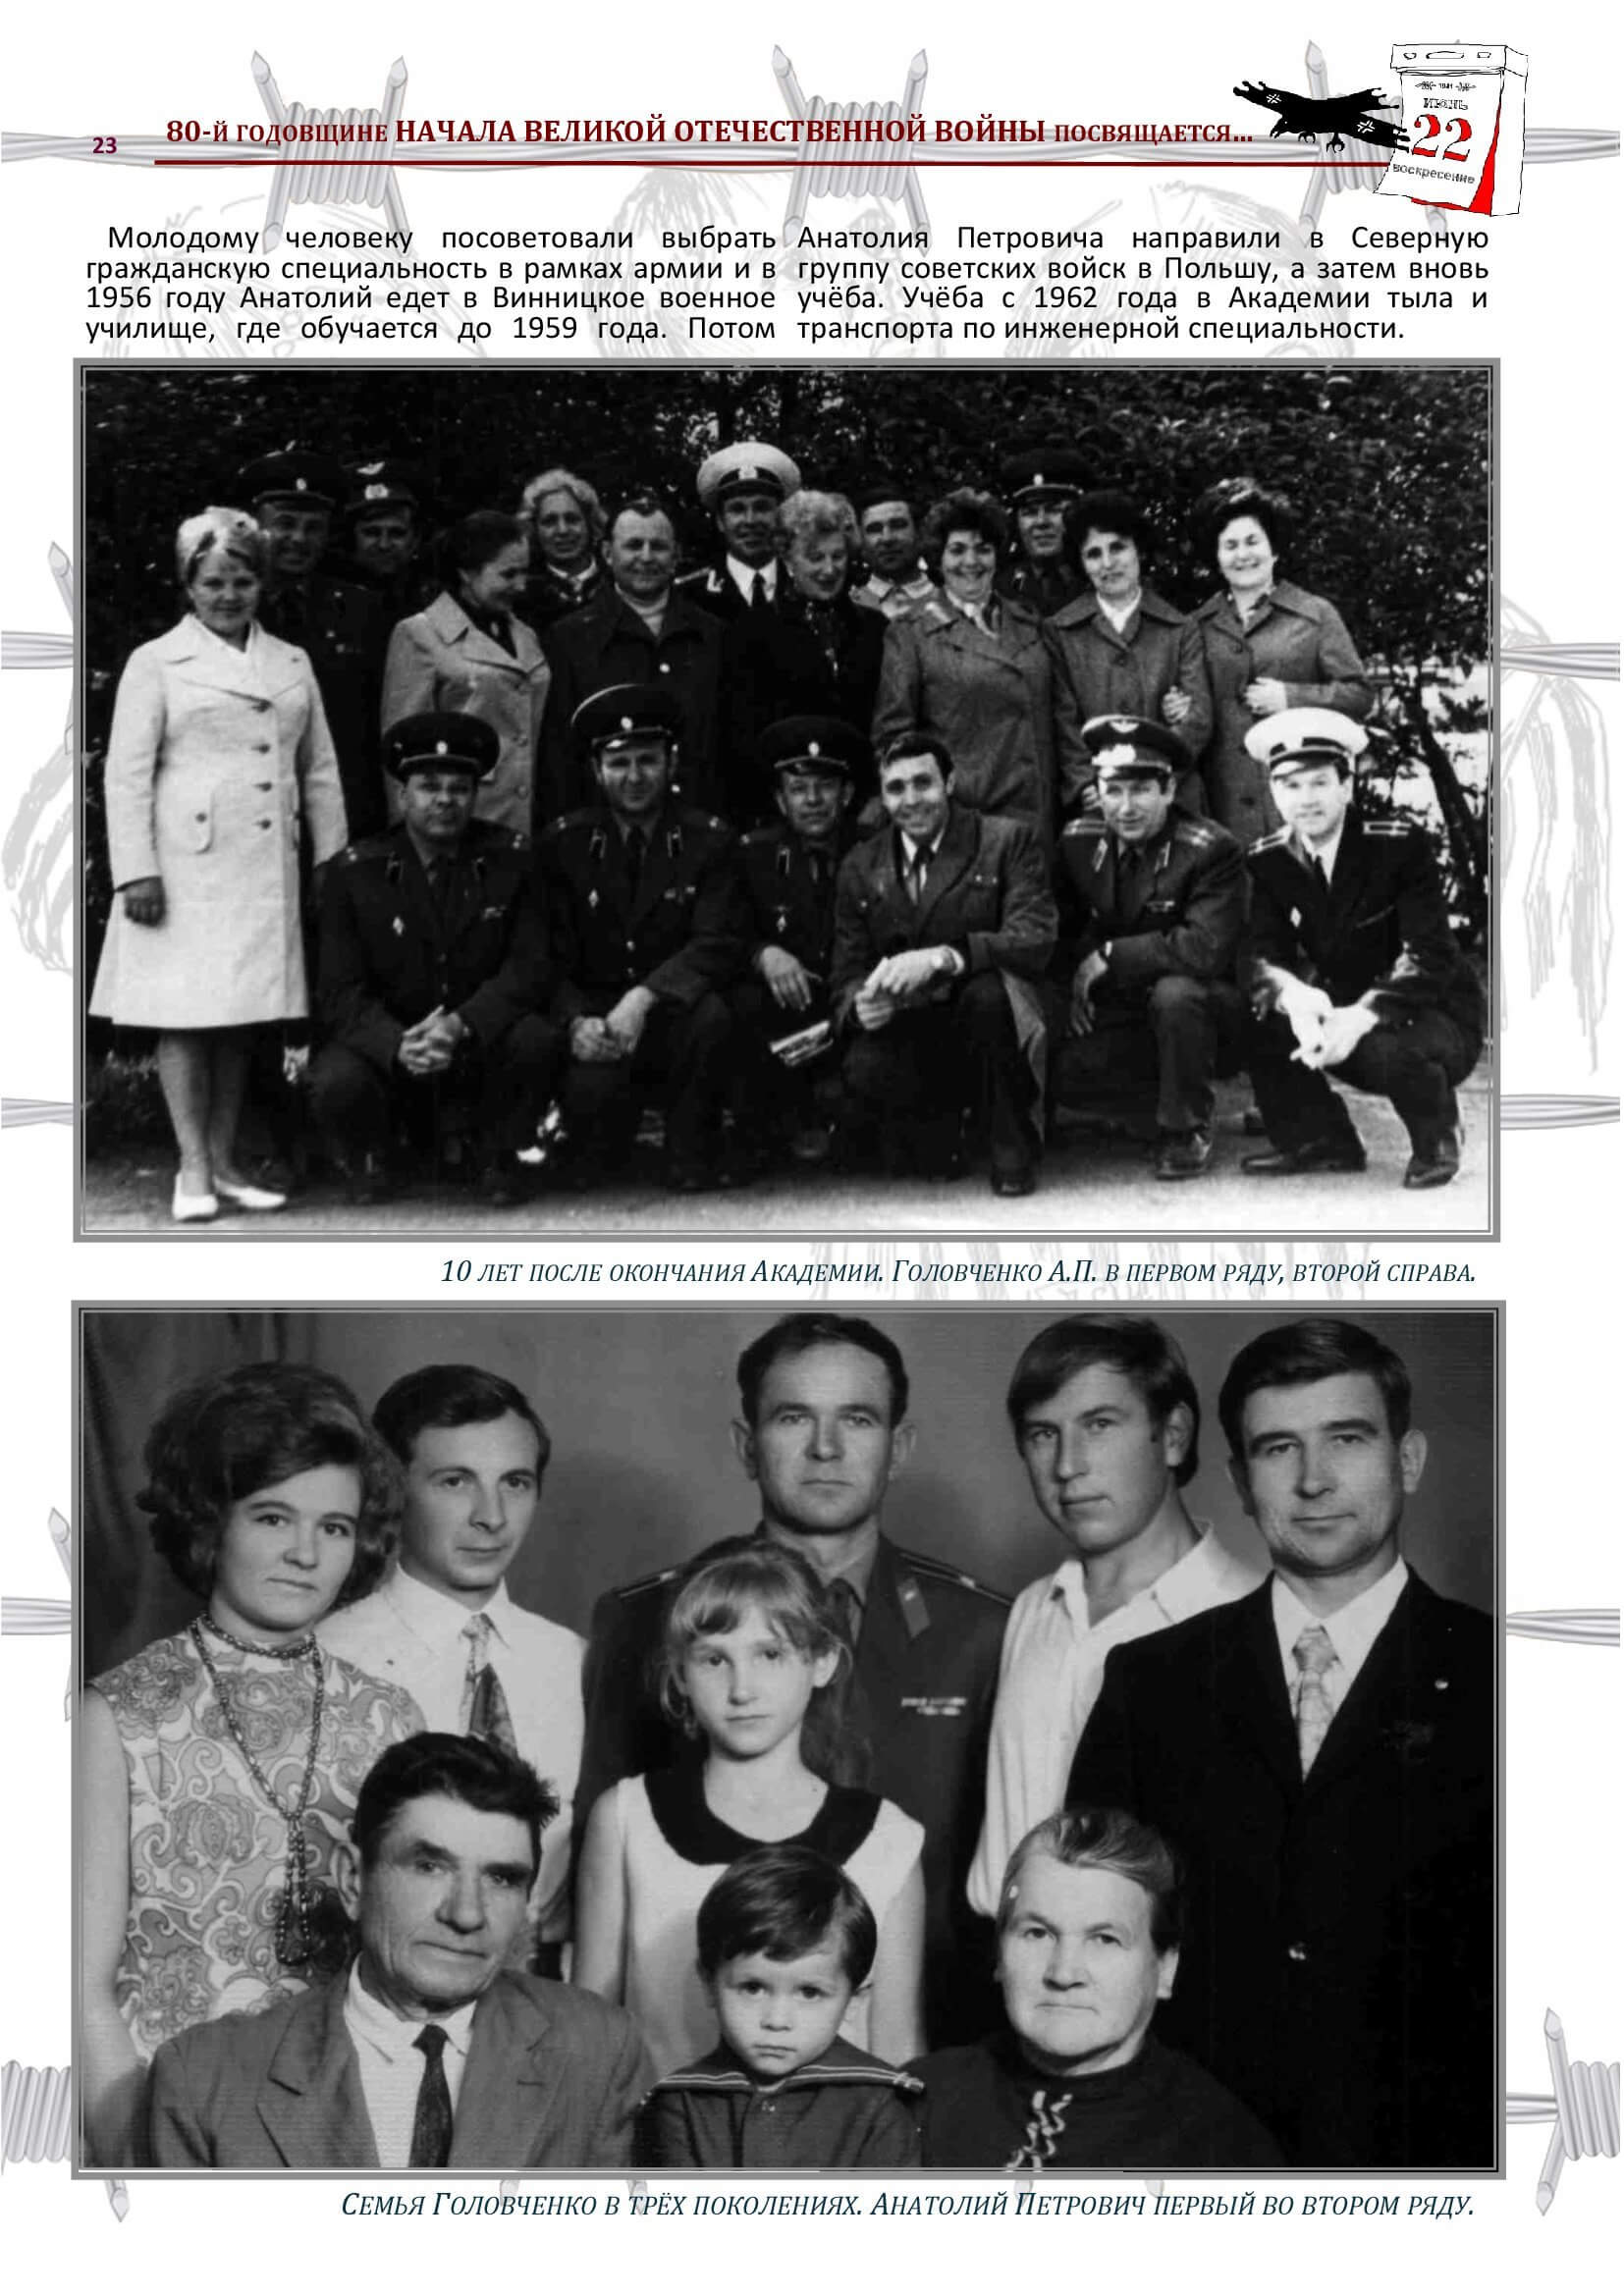 23
80-Й ГОДОВЩИНЕ НАЧАЛА ВЕЛИКОЙ ОТЕЧЕСТВЕННОЙ ВОЙНЫ ПОСВЯЩАЕТСЯ...
1941
ИЮНЬ
22
воскресение
Молодому человеку посоветовали выбрать
гражданскую специальность в рамках армии и в
1956 году Анатолий едет в Винницкое военное
училище, где обучается до 1959 года. Потом
Анатолия Петровича направили в Северную
группу советских войск в Польшу, а затем вновь
учёба. Учёба с 1962 года в Академии тыла и
транспорта по инженерной специальности.
10 ЛЕТ ПОСЛЕ ОКОНЧАНИЯ АКАДЕМИИ. ГОЛОВЧЕНКО А.П. В ПЕРВОМ РЯДУ, ВТОРОЙ СПРАВА.
СЕМЬЯ ГОЛОВЧЕНКО В ТРЁХ ПОКОЛЕНИЯХ. АНАТОЛИЙ ПЕТРОВИЧ ПЕРВЫЙ ВО ВТОРОМ РЯДУ.